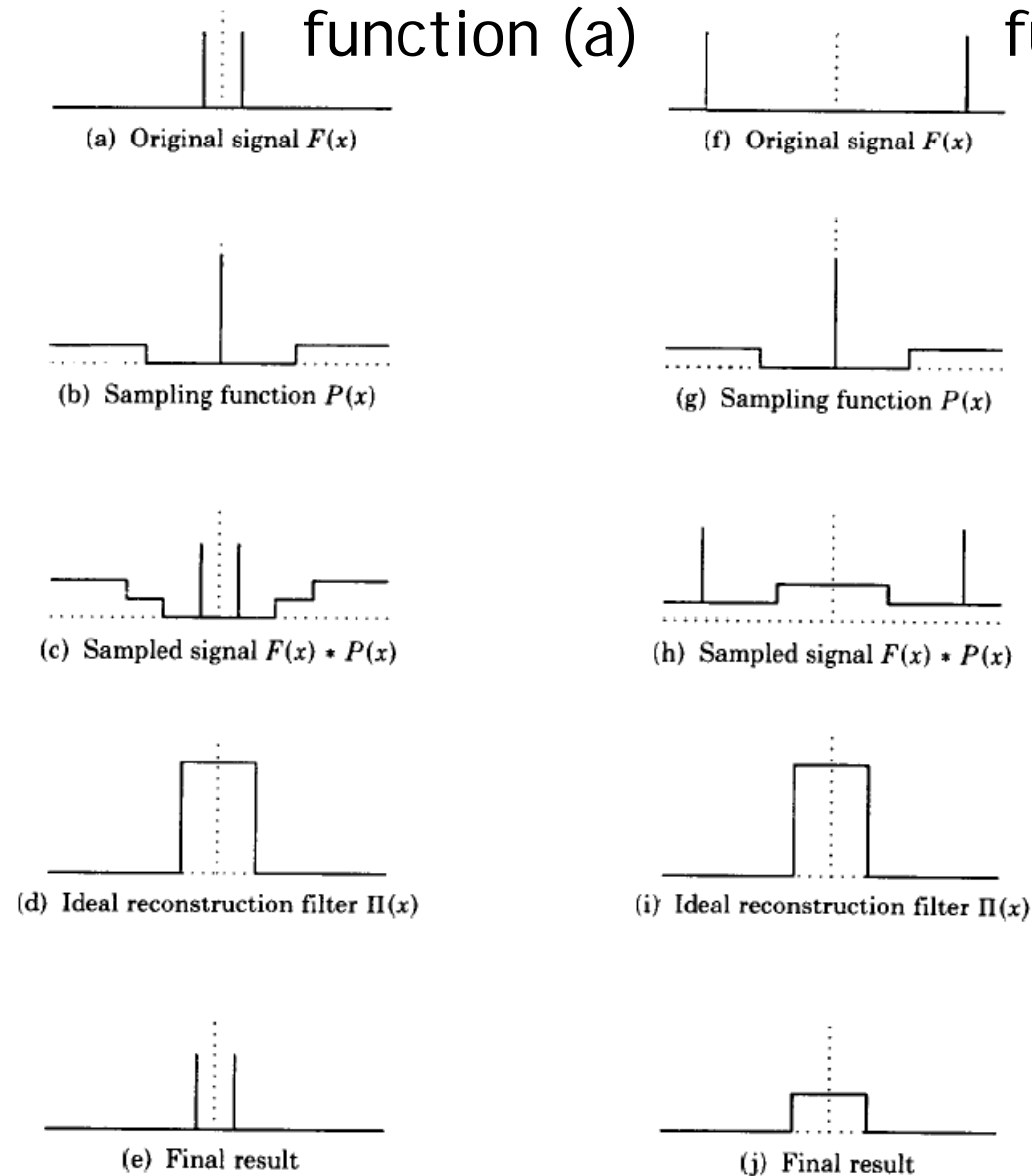 function (a)
(a) Original signal F(x)
(f) Original signal F(x)
(b) Sampling function P(x)
(g) Sampling function P(x)
(c) Sampled signal F(x) * P(x)
(h) Sampled signal F(x) * P(x)
(d) Ideal reconstruction filter Π(x)
(i) Ideal reconstruction filter Π(x)
(e) Final result
(j) Final result